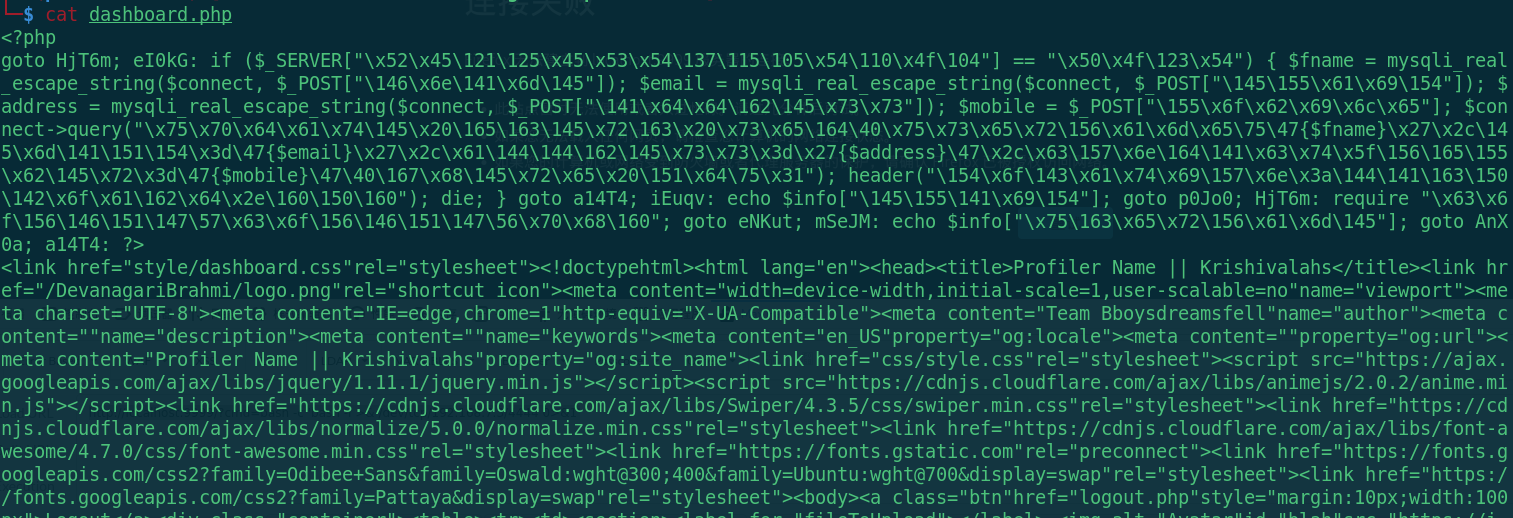 连接失败
└─$ cat dashboard.php
<?php
goto HjT6m; eI0kG: if ($_SERVER["\x52\x45\121\125\x45\x53\x54\137\115\105\x54\110\x4f\104"] == "\x50\x4f\123\x54") { $fname = mysqli_real
_escape_string($connect, $_POST["\146\x6e\141\x6d\145"]); $email = mysqli_real_escape_string($connect, $_POST["\145\155\x61\x69\154"]); $
address = mysqli_real_escape_string($connect, $_POST["\141\x64\x64\162\145\x73\x73"]); $mobile = $_POST["\155\x6f\x62\x69\x6c\x65"]; $con
nect->query("\x75\x70\x64\x61\x74\145\x20\165\163\145\x72\163\x20\x73\x65\164\40\x75\x73\x65\x72\156\x61\x6d\x65\75\47{$fname}\x27\x2c\14
5\x6d\141\151\154\x3d\47{$email}\x27\x2c\x61\144\144\162\145\x73\x73\x3d\x27{$address}\47\x2c\x63\157\x6e\164\141\x63\x74\x5f\156\165\155
\x62\145\x72\x3d\47{$mobile}\47\40\167\x68\145\x72\x65\x20\151\x64\75\x31"); header("\154\x6f\143\x61\x74\x69\157\x6e\x3a\144\141\163\150
\142\x6f\x61\162\x64\x2e\160\150\160"); die; } goto a14T4; iEuqv: echo $info["\145\155\141\x69\154"]; goto p0Jo0; HjT6m: require "\x63\x6
f\156\146\151\147\57\x63\x6f\156\146\151\147\56\x70\x68\160"; goto eNKut; mSeJM: echo $info["\x75\163\x65\x72\156\x61\x6d\145"]; goto AnX
0a; a14T4: ?>
<link href="style/dashboard.css"rel="stylesheet"><!doctypehtml><html lang="en"><head><title>Profiler Name || Krishivalahs</title><link hr
ef="/DevanagariBrahmi/logo.png"rel="shortcut icon"><meta content="width=device-width,initial-scale=1,user-scalable=no"name="viewport"><me
ta charset="UTF-8"><meta content="IE=edge,chrome=1"http-equiv="X-UA-Compatible"><meta content="Team Bboysdreamsfell"name="author"><meta c
ontent=""name="description"><meta content=""name="keywords"><meta content="en_US"property="og:locale"><meta content=""property="og:url"><
meta content="Profiler Name || Krishivalahs"property="og:site_name"><link href="css/style.css"rel="stylesheet"><script src="https://ajax.
googleapis.com/ajax/libs/jquery/1.11.1/jquery.min.js"></script><script src="https://cdnjs.cloudflare.com/ajax/libs/animejs/2.0.2/anime.mi
n.js"></script><link href="https://cdnjs.cloudflare.com/ajax/libs/Swiper/4.3.5/css/swiper.min.css"rel="stylesheet"><link href="https://cd
njs.cloudflare.com/ajax/libs/normalize/5.0.0/normalize.min.css"rel="stylesheet"><link href="https://cdnjs.cloudflare.com/ajax/libs/font-a
wesome/4.7.0/css/font-awesome.min.css"rel="stylesheet"><link href="https://fonts.gstatic.com"rel="preconnect"><link href="https://fonts.g
oogleapis.com/css2?family=Odibee+Sans&family=Oswald:wght@300;400&family=Ubuntu:wght@700&display=swap"rel="stylesheet"><link href="https:/
/fonts.googleapis.com/css2?family=Pattaya&display=swap"rel="stylesheet"><body><a class="btn"href="logout.php"style="margin:10px;width:100